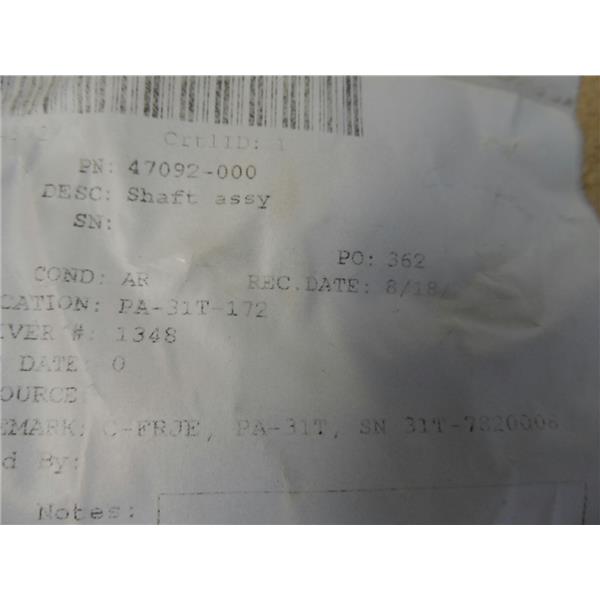 CrtlID: 1
PN: 47092-000
DESC: Shaft assy
SN:
PO: 362
COND: AR REC.DATE: 8/18/
CATION: PA-31T-172
IVER #: 1348
DATE: 0
OURCE:
EMARK: C-FRJE, PA-31T, SN 31T-7820006
d By:
Notes: